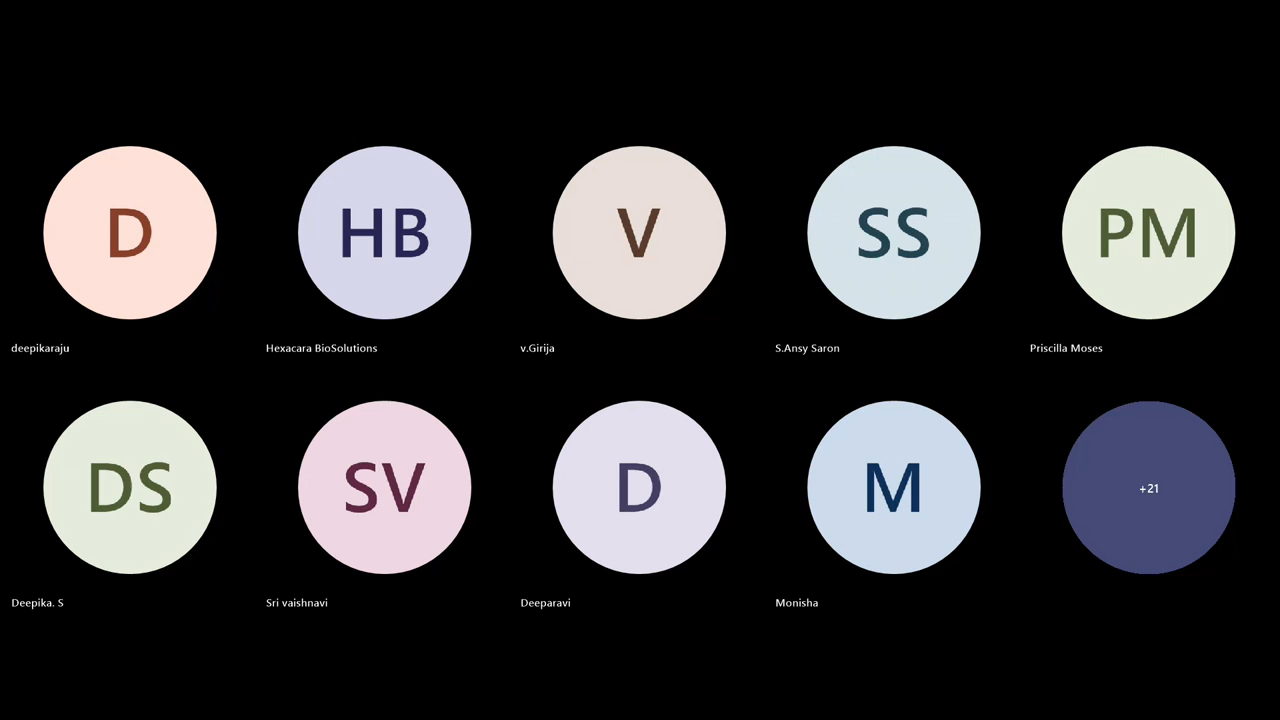 D
HB
V
SS
PM
deepikaraju
Hexacara BioSolutions
v.Girija
S.Ansy Saron
Priscilla Moses
DS
SV
D
M
+21
Deepika. S
Sri vaishnavi
Deeparavi
Monisha